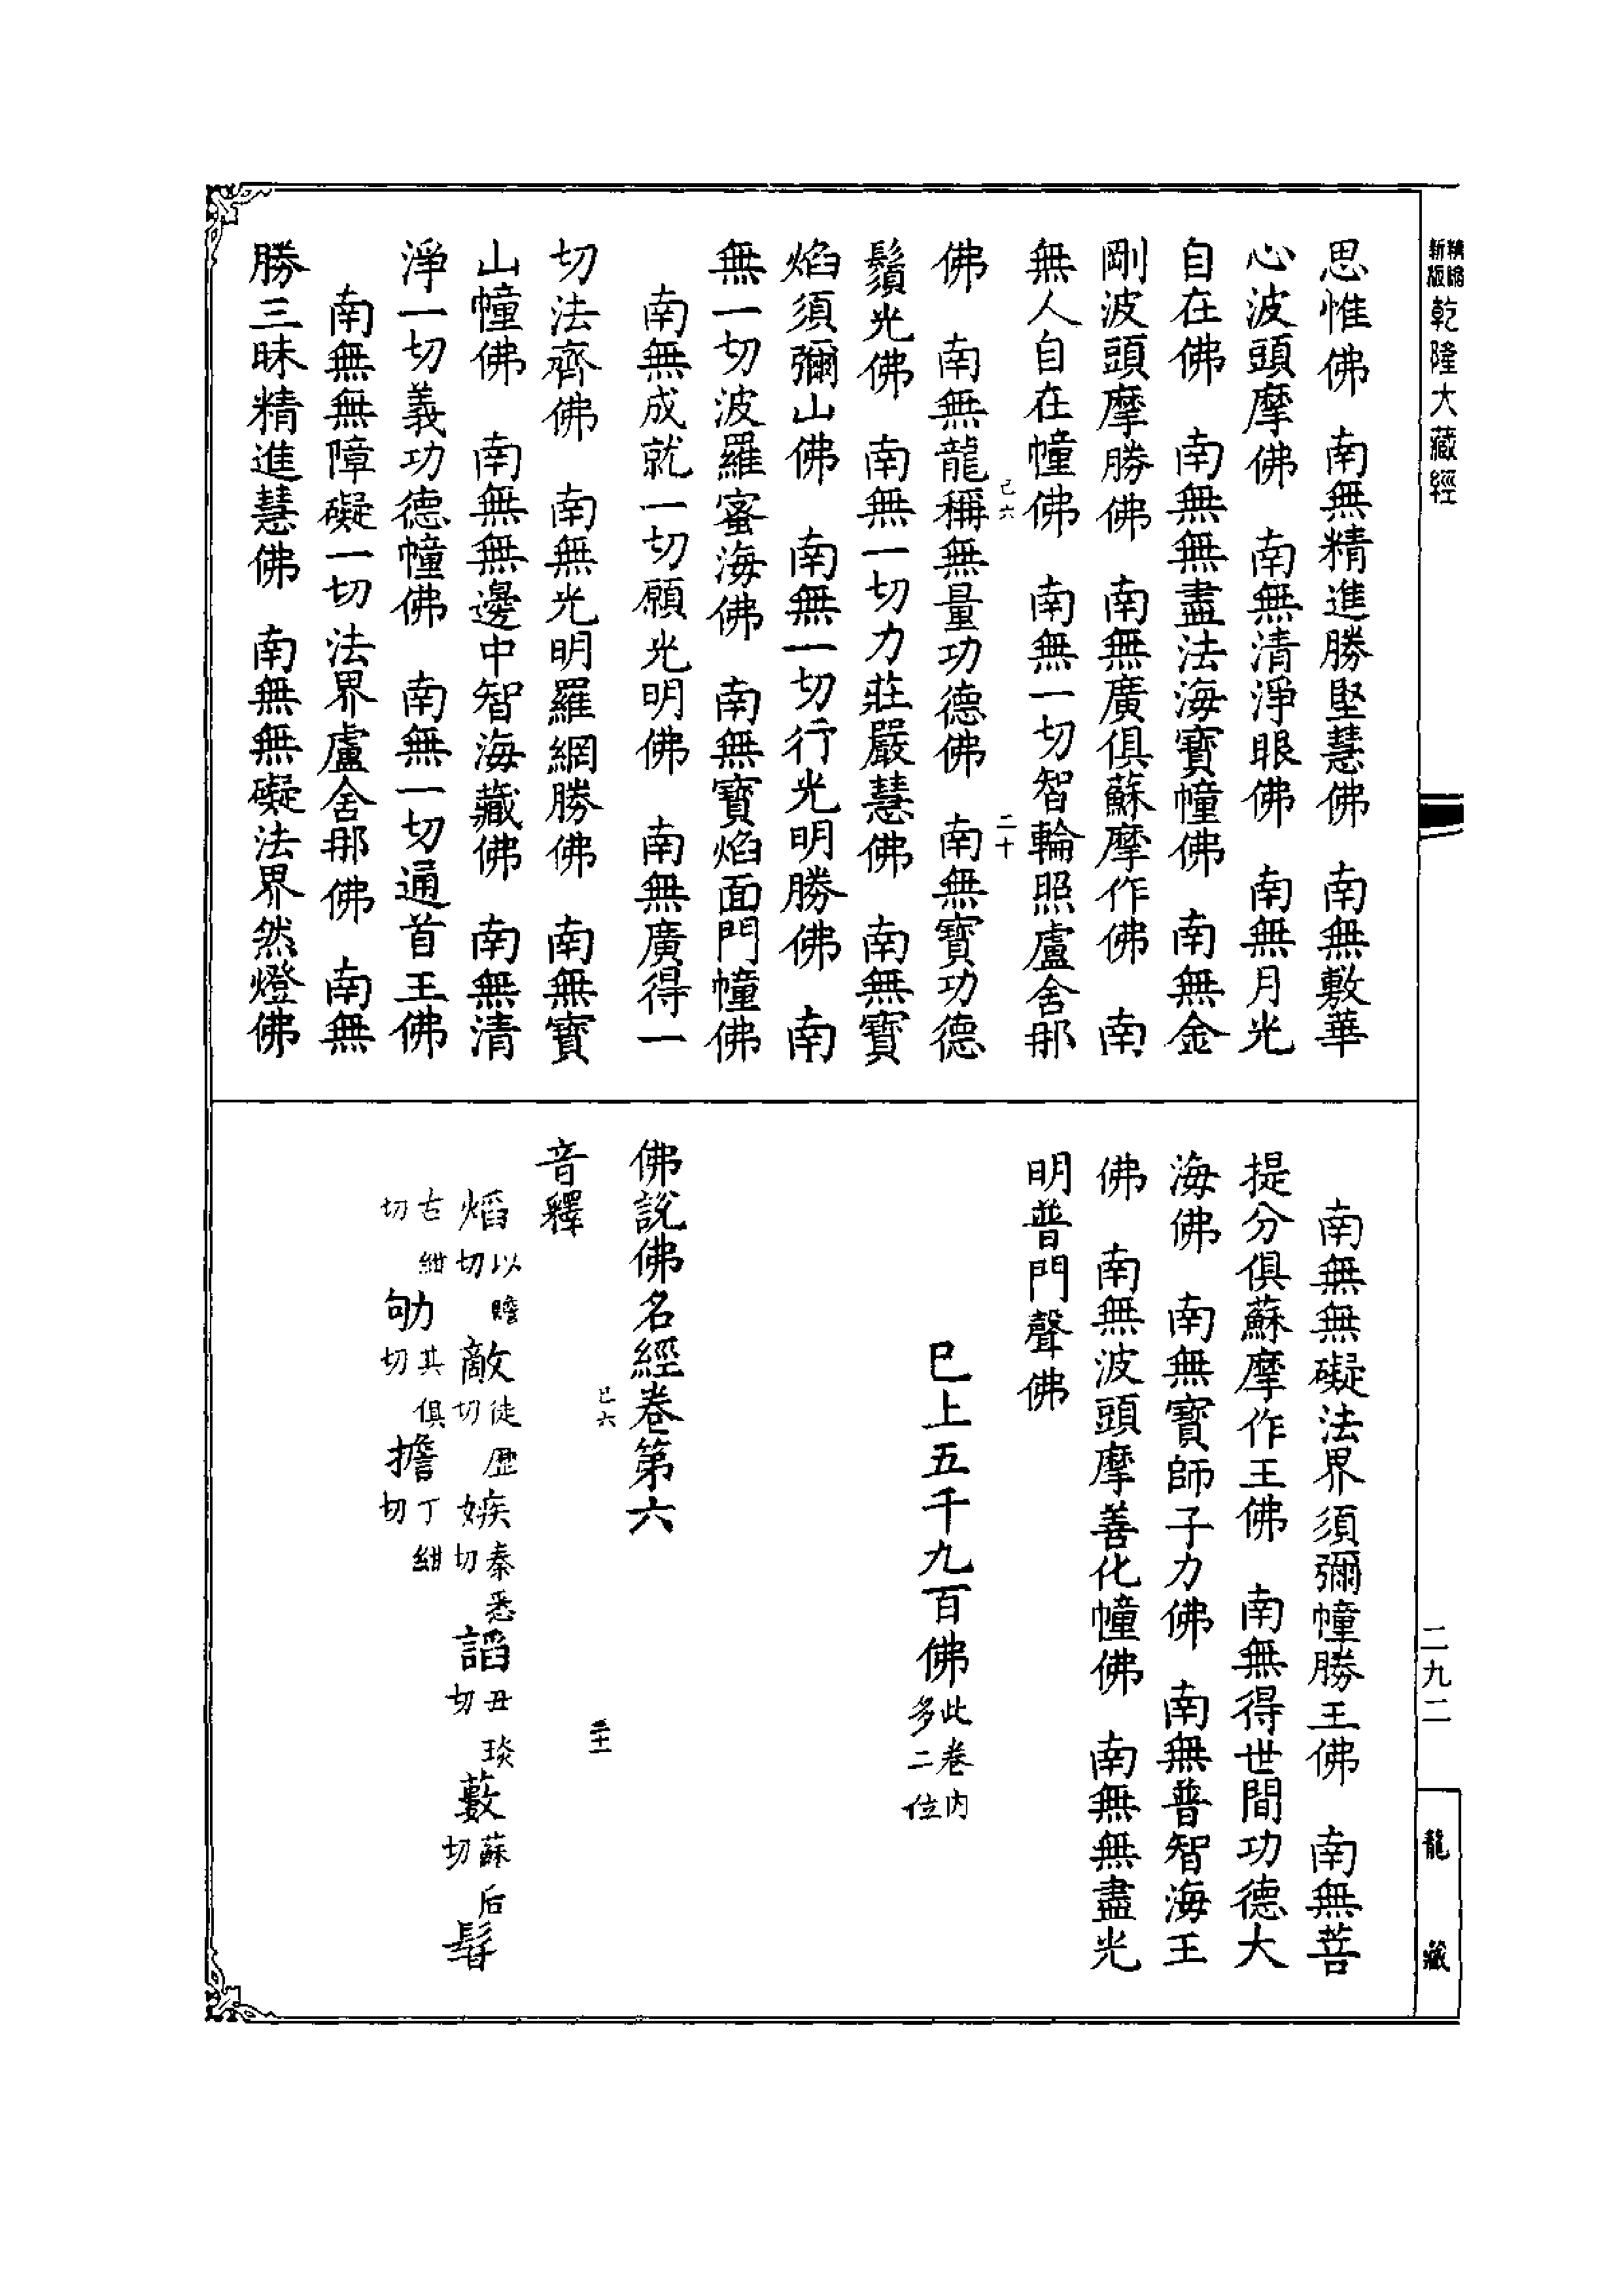 精縮新版
乾隆大藏經
思惟佛　南無精進勝堅慧佛　南無敷華
心波頭摩佛　南無清淨眼佛　南無月光
自在佛　南無無盡法海寶幢佛　南無金
剛波頭摩勝佛　南無廣俱蘇摩作佛　南
無人自在幢佛　南無一切智輪照盧舍那
己六　二十
佛　南無龍稱無量功德佛　南無寶功德
鬚光佛　南無一切力莊嚴慧佛　南無寶
焰須彌山佛　南無一切行光明勝佛　南
無一切波羅蜜海佛　南無寶焰面門幢佛
南無成就一切願光明佛　南無廣得一
切法齊佛　南無光明羅網勝佛　南無寶
山幢佛　南無無邊中智海藏佛　南無清
淨一切義功德幢佛　南無一切通首王佛
南無無障礙一切法界盧舍那佛　南無
勝三昧精進慧佛　南無無礙法界然燈佛
南無無礙法界須彌幢勝王佛　南無菩
提分俱蘇摩作王佛　南無得世間功德大
海佛　南無寶師子力佛　南無普智海王
佛　南無波頭摩善化幢佛　南無無盡光
明普門聲佛
已上五千九百佛此卷內多二位
佛說佛名經卷第六
己六　二十一
音釋
焰以贍切　敵徒歷切　嫉秦悉切　謟丑琰切　藪蘇后切　髻
古紺切　劬其俱切　擔丁紺切
二九二
龍藏